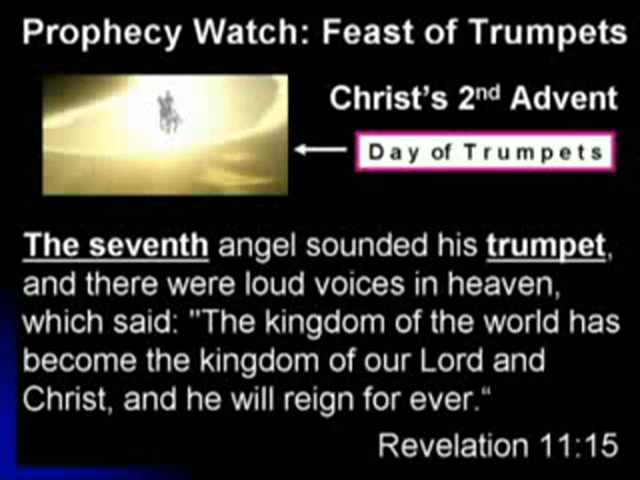 Prophecy Watch: Feast of Trumpets
Christ's 2nd Advent
Day of Trumpets
The seventh angel sounded his trumpet,
and there were loud voices in heaven,
which said: "The kingdom of the world has
become the kingdom of our Lord and
Christ, and he will reign for ever.“
Revelation 11:15